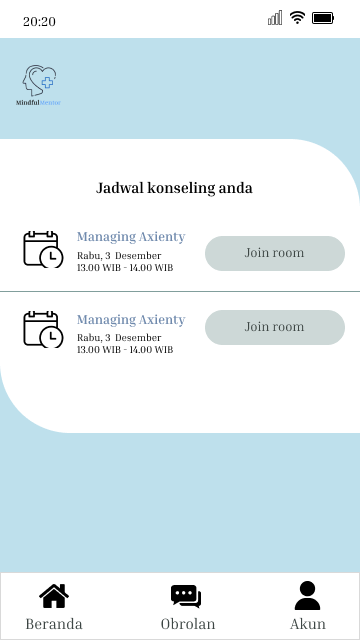 20:20
MindfulMentor
Jadwal konseling anda
Managing Axienty
Rabu, 3 Desember
13.00 WIB - 14.00 WIB
Join room
Managing Axienty
Rabu, 3 Desember
13.00 WIB - 14.00 WIB
Join room
Beranda
Obrolan
Akun